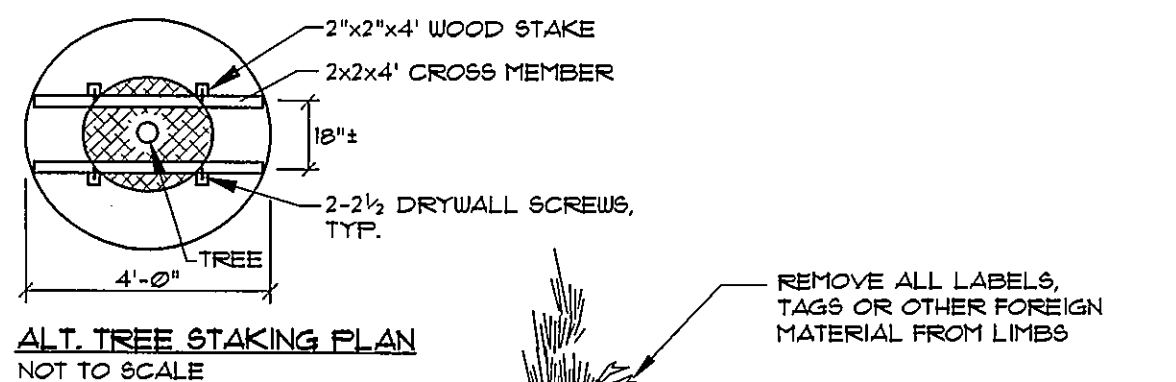 2"x2"x4' WOOD STAKE
2x2x4' CROSS MEMBER
18"±
2-2½ DRYWALL SCREWS,
TYP.
TREE
4'-0"
ALT. TREE STAKING PLAN
NOT TO SCALE
REMOVE ALL LABELS,
TAGS OR OTHER FOREIGN
MATERIAL FROM LIMBS